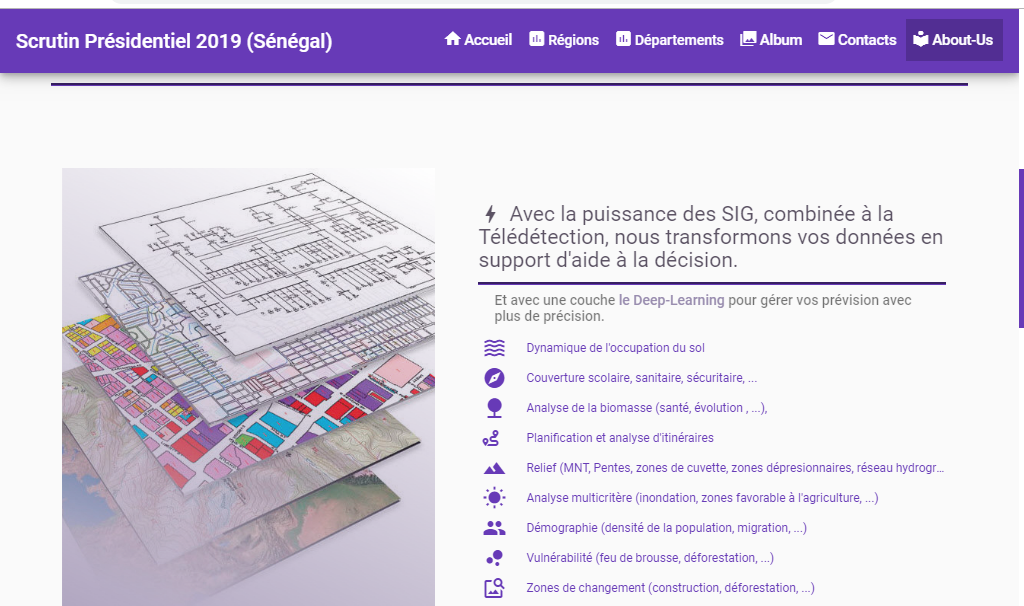 Scrutin Présidentiel 2019 (Sénégal)
Accueil
Régions
Départements
Album
Contacts
About-Us
Avec la puissance des SIG, combinée à la
Télédétection, nous transformons vos données en
support d'aide à la décision.
Et avec une couche le Deep-Learning pour gérer vos prévision avec
plus de précision.
Dynamique de l'occupation du sol
Couverture scolaire, sanitaire, sécuritaire, ...
Analyse de la biomasse (santé, évolution , ...),
Planification et analyse d'itinéraires
Relief (MNT, Pentes, zones de cuvette, zones dépresionnaires, réseau hydrogr...
Analyse multicritère (inondation, zones favorable à l'agriculture, ...)
Démographie (densité de la population, migration, ...)
Vulnérabilité (feu de brousse, déforestation, ...)
Zones de changement (construction, déforestation, ...)